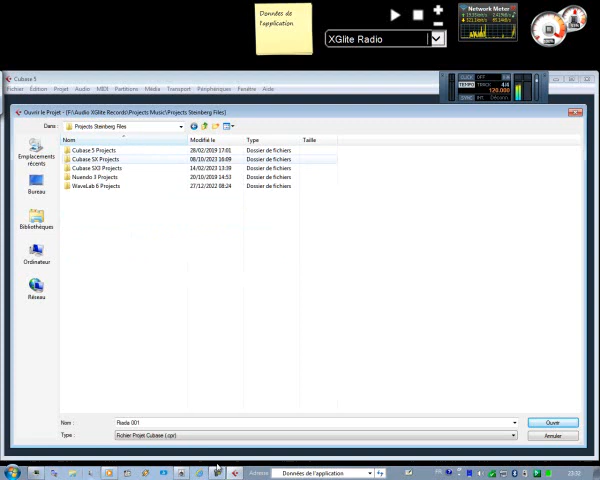 Données de
l'application
XGlite Radio
Network Meter
Cubase 5
Fichier Édition Projet Audio MIDI Partitions Média Transport Périphériques Fenêtre Aide
CLICK OFF
TEMPO TRACK 4/4
120.000
SYNC INT.
Ouvrir le Projet - [F:\Audio XGlite Records\Projects Music\Projects Steinberg Files]
Dans : Projects Steinberg Files
Nom Modifié le Type Taille
Cubase 5 Projects 28/02/2019 17:01 Dossier de fichiers
Cubase SX Projects 08/10/2023 16:09 Dossier de fichiers
Cubase SX3 Projects 14/02/2023 13:39 Dossier de fichiers
Nuendo 3 Projects 20/10/2019 14:53 Dossier de fichiers
WaveLab 6 Projects 27/12/2022 08:24 Dossier de fichiers
Emplacements
récents
Bureau
Bibliothèques
Ordinateur
Réseau
Nom : Riada 001 Ouvrir
Type : Fichier Projet Cubase (.cpr) Annuler
Adresse Données de l'application FR 23:32